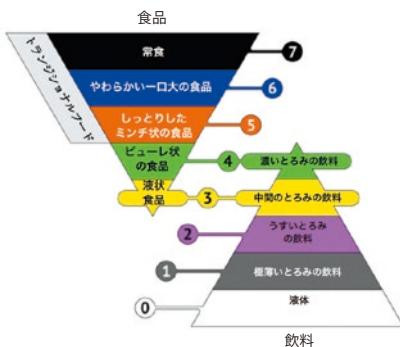 食品
トランジショナルフード
常食
7
やわらかい一口大の食品
6
しっとりした
ミンチ状の食品
5
ピューレ状
の食品
4
濃いとろみの飲料
液状
食品
3
中間のとろみの飲料
2
うすいとろみ
の飲料
1
極薄いとろみの飲料
0
液体
飲料